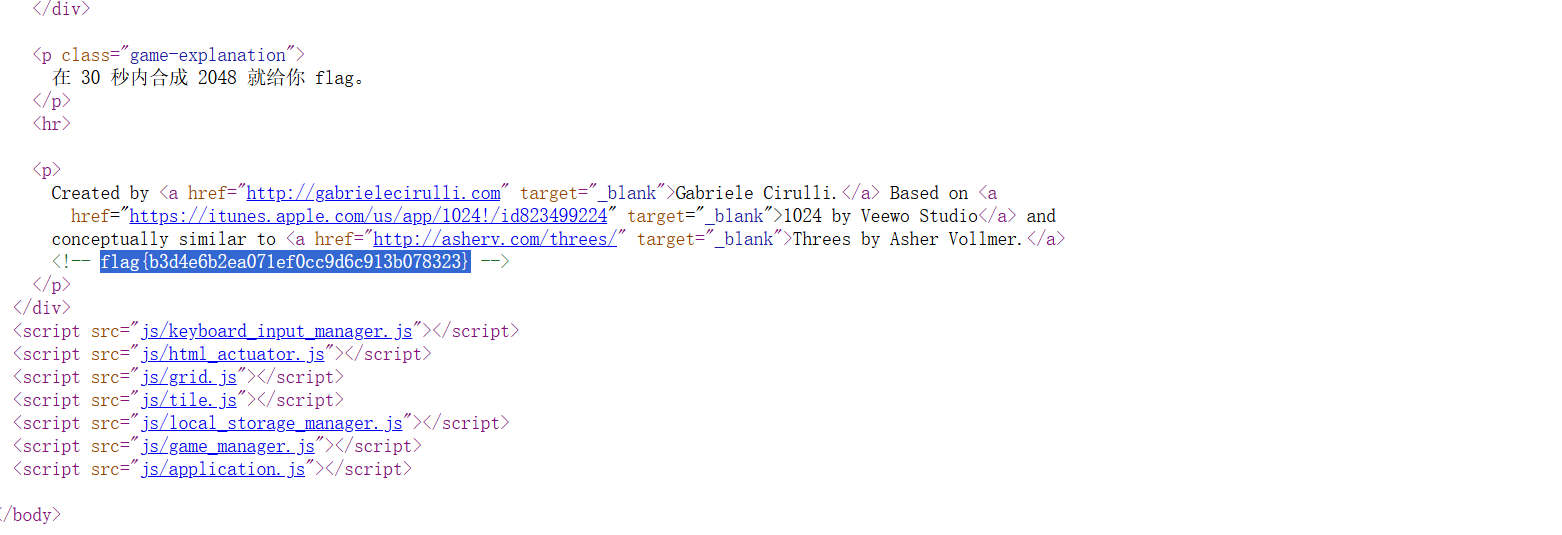 </div>
<p class="game-explanation">
在 30 秒内合成 2048 就给你 flag。
</p>
<hr>
<p>
Created by <a href="http://gabrielecirulli.com" target="_blank">Gabriele Cirulli.</a> Based on <a
href="https://itunes.apple.com/us/app/1024!/id823499224" target="_blank">1024 by Veewo Studio</a> and
conceptually similar to <a href="http://asherv.com/threes/" target="_blank">Threes by Asher Vollmer.</a>
<!-- flag{b3d4e6b2ea071ef0cc9d6c913b078323} -->
</p>
</div>
<script src="js/keyboard_input_manager.js"></script>
<script src="js/html_actuator.js"></script>
<script src="js/grid.js"></script>
<script src="js/tile.js"></script>
<script src="js/local_storage_manager.js"></script>
<script src="js/game_manager.js"></script>
<script src="js/application.js"></script>
</body>